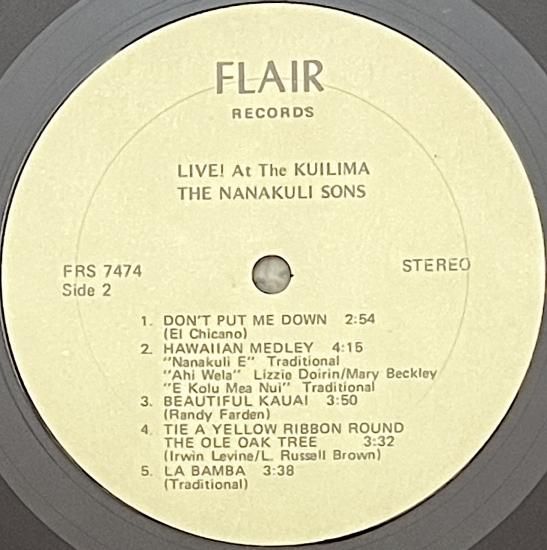 FLAIR
RECORDS
LIVE! At The KUILIMA
THE NANAKULI SONS
FRS 7474
Side 2
STEREO
1. DON'T PUT ME DOWN 2:54
(El Chicano)
2. HAWAIIAN MEDLEY 4:15
"Nanakuli E" Traditional
"Ahi Wela" Lizzie Doirin/Mary Beckley
"E Kolu Mea Nui" Traditional
3. BEAUTIFUL KAUAI 3:50
(Randy Farden)
4. TIE A YELLOW RIBBON ROUND
THE OLE OAK TREE 3:32
(Irwin Levine/L. Russell Brown)
5. LA BAMBA 3:38
(Traditional)